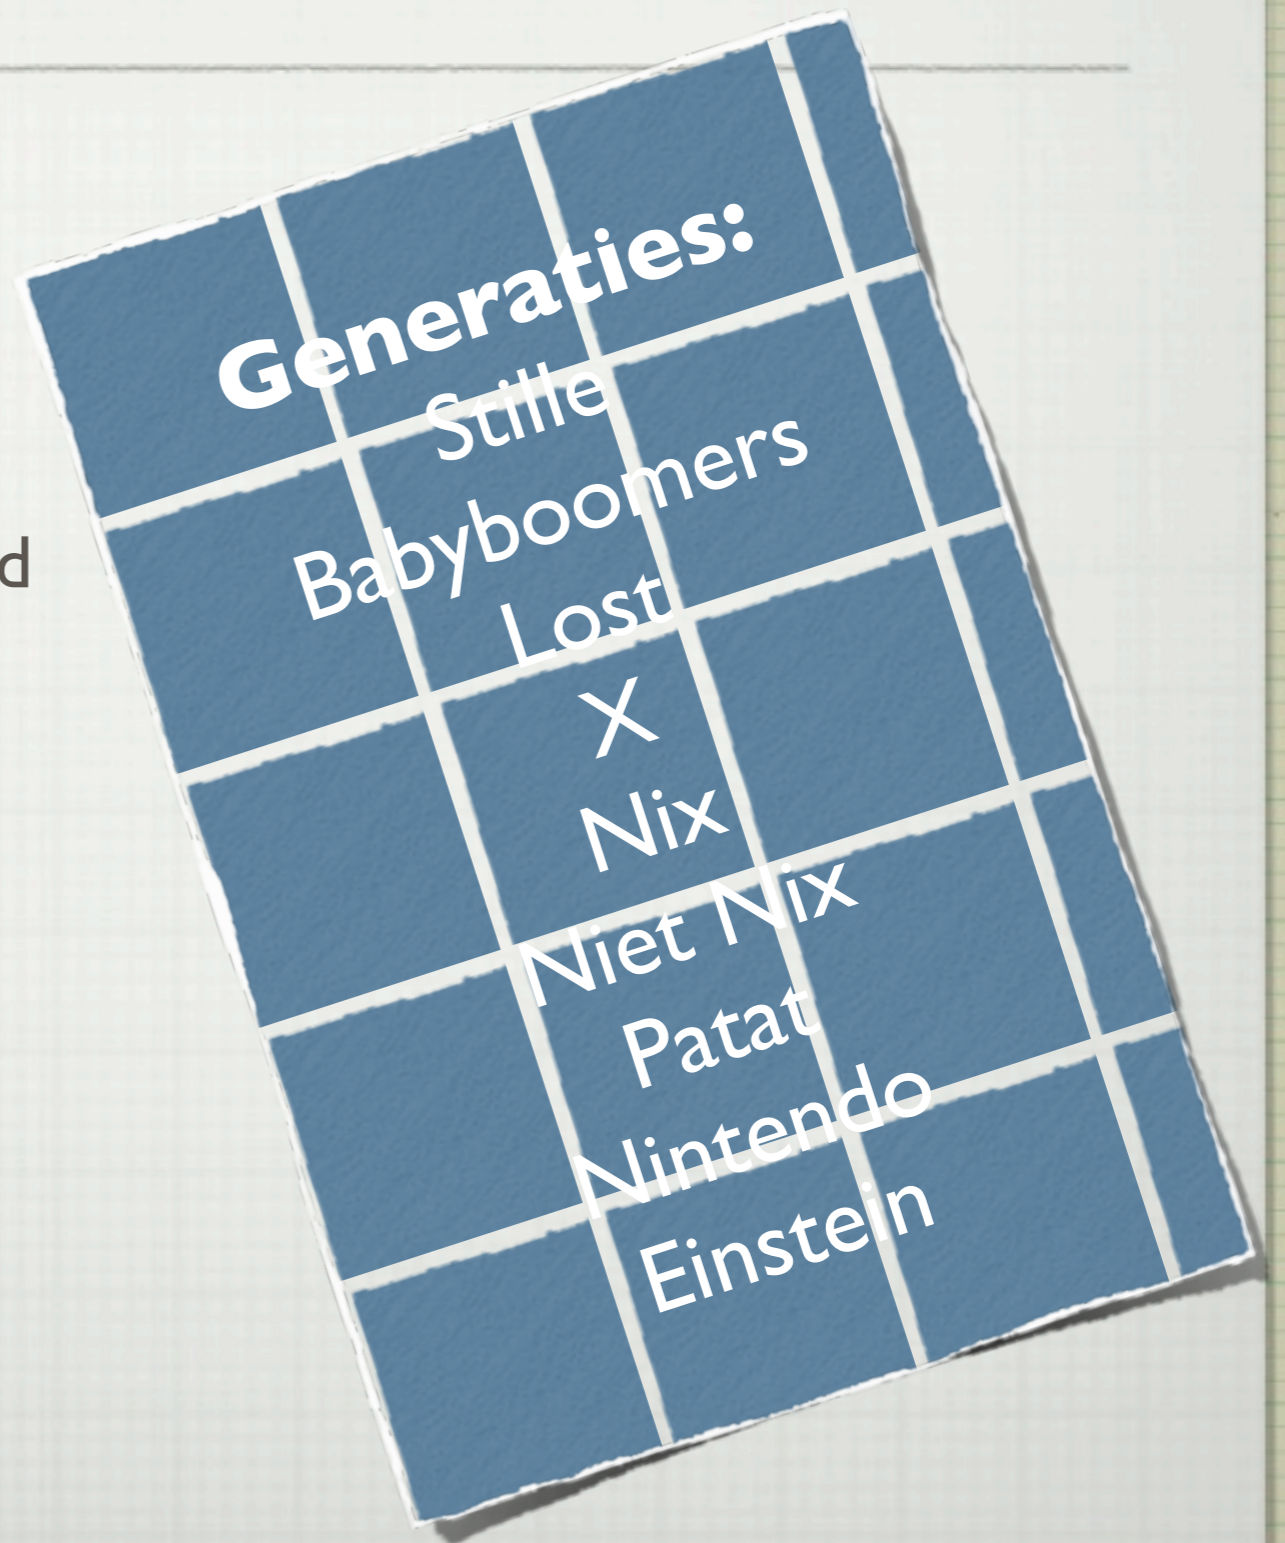 Generaties:
Stille
Babyboomers
Lost
X
Nix
Niet Nix
Patat
Nintendo
Einstein
d